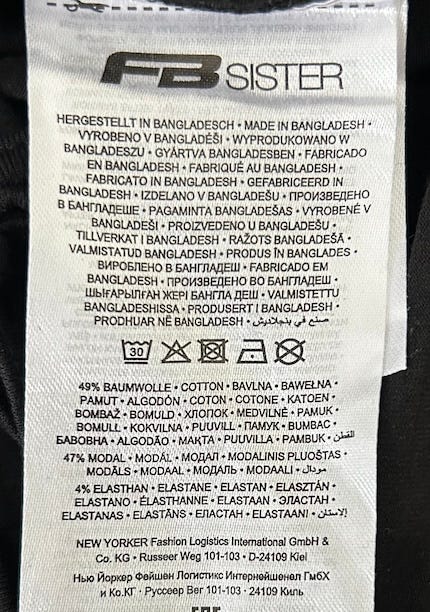 FB SISTER
HERGESTELLT IN BANGLADESCH • MADE IN BANGLADESH •
VYROBENO V BANGLADÉŠI • WYPRODUKOWANO W
BANGLADESZU • GYÁRTVA BANGLADESBEN • FABRICADO
EN BANGLADESH • FABRIQUÉ AU BANGLADESH •
FABRICATO IN BANGLADESH • GEFABRICEERD IN
BANGLADESH • IZDELANO V BANGLADEŠU • ПРОИЗВЕДЕНО
В БАНГЛАДЕШЕ • PAGAMINTA BANGLADEŠAS • VYROBENÉ V
BANGLADEŠI • PROIZVEDENO U BANGLADEŠU •
TILLVERKAT I BANGLADESH • RAŽOTS BANGLADEŠĀ •
VALMISTATUD BANGLADESH • PRODUS ÎN BANGLADES •
ВИРОБЛЕНО В БАНГЛАДЕШ • FABRICADO EM
BANGLADESH • ПРОИЗВЕДЕНО ВО БАНГЛАДЕШ •
ШЫҒАРЫЛҒАН ЖЕРІ БАНГЛА ДЕШ • VALMISTETTU
BANGLADESHISSA • PRODUSERT I BANGLADESH •
PRODHUAR NË BANGLADESH • صنع في بنجلاديش
30
49% BAUMWOLLE • COTTON • BAVLNA • BAWEŁNA •
PAMUT • ALGODÓN • COTON • COTONE • KATOEN •
BOMBAŽ • BOMULD • ХЛОПОК • MEDVILNĖ • PAMUK •
BOMULL • KOKVILNA • PUUVILL • ПАМУК • BUMBAC •
БАВОВНА • ALGODÃO • МАҚТА • PUUVILLA • PAMBUK • القطن
47% MODAL • MODÁL • МОДАЛ • MODALINIS PLUOŠTAS •
MODĀLS • MODAAL • МОДАЛЬ • MODAALI • مودال
4% ELASTHAN • ELASTANE • ELASTAN • ELASZTÁN •
ELASTANO • ÉLASTHANNE • ELASTAAN • ЭЛАСТАН •
ELASTANAS • ELASTĀNS • ЕЛАСТАН • ELASTAANI • الاستان
NEW YORKER Fashion Logistics International GmbH &
Co. KG • Russeer Weg 101-103 • D-24109 Kiel
Нью Йоркер Фейшен Логистикс Интернейшенел ГмбХ
и Ко.КГ • Руссеер Вег 101-103 • 24109 Киль